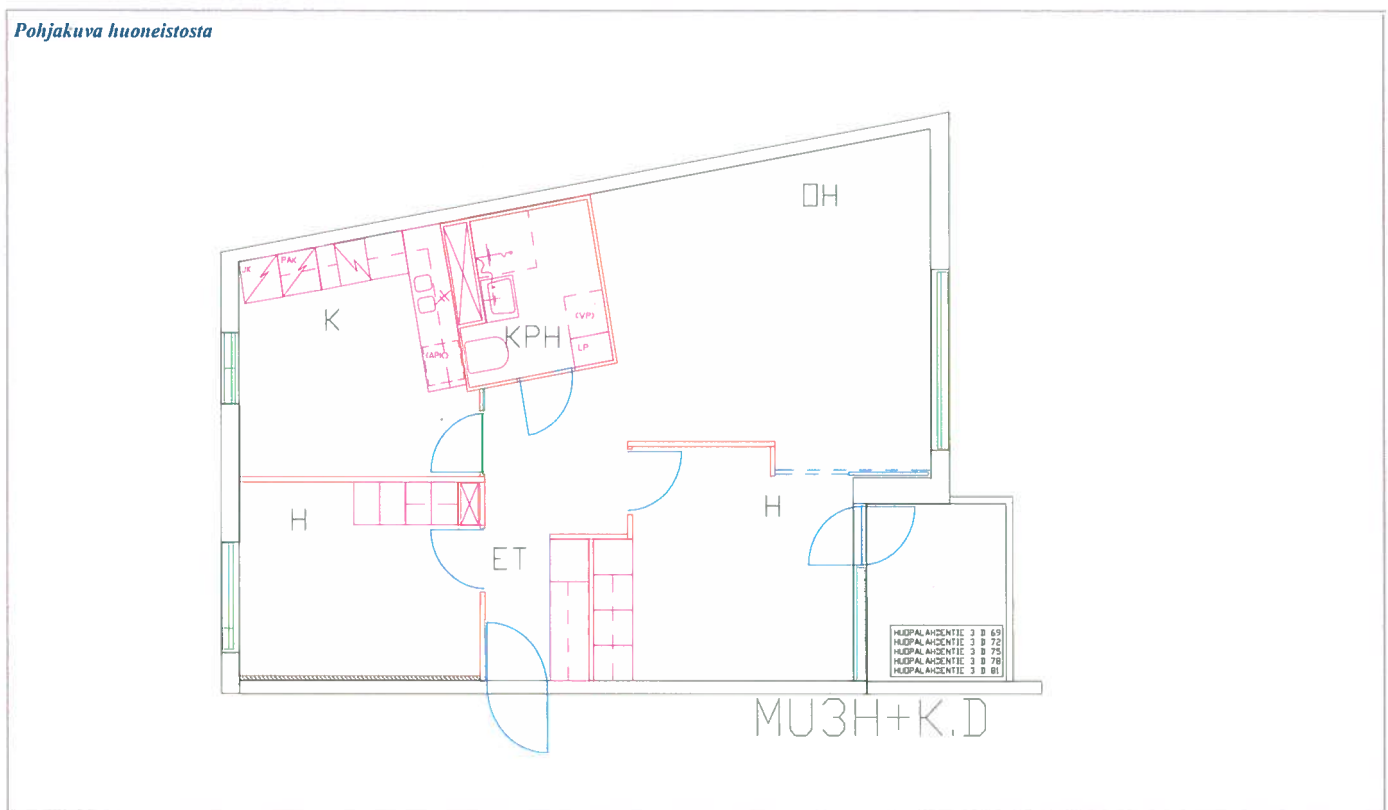 Pohjakuva huoneistosta
OH
JK
PAK
K
(VP)
KPH
LP
(APK)
H
H
ET
HUOPALAHDENTIE 3 D 69
HUOPALAHDENTIE 3 D 72
HUOPALAHDENTIE 3 D 75
HUOPALAHDENTIE 3 D 78
HUOPALAHDENTIE 3 D 81
MU3H+K.D